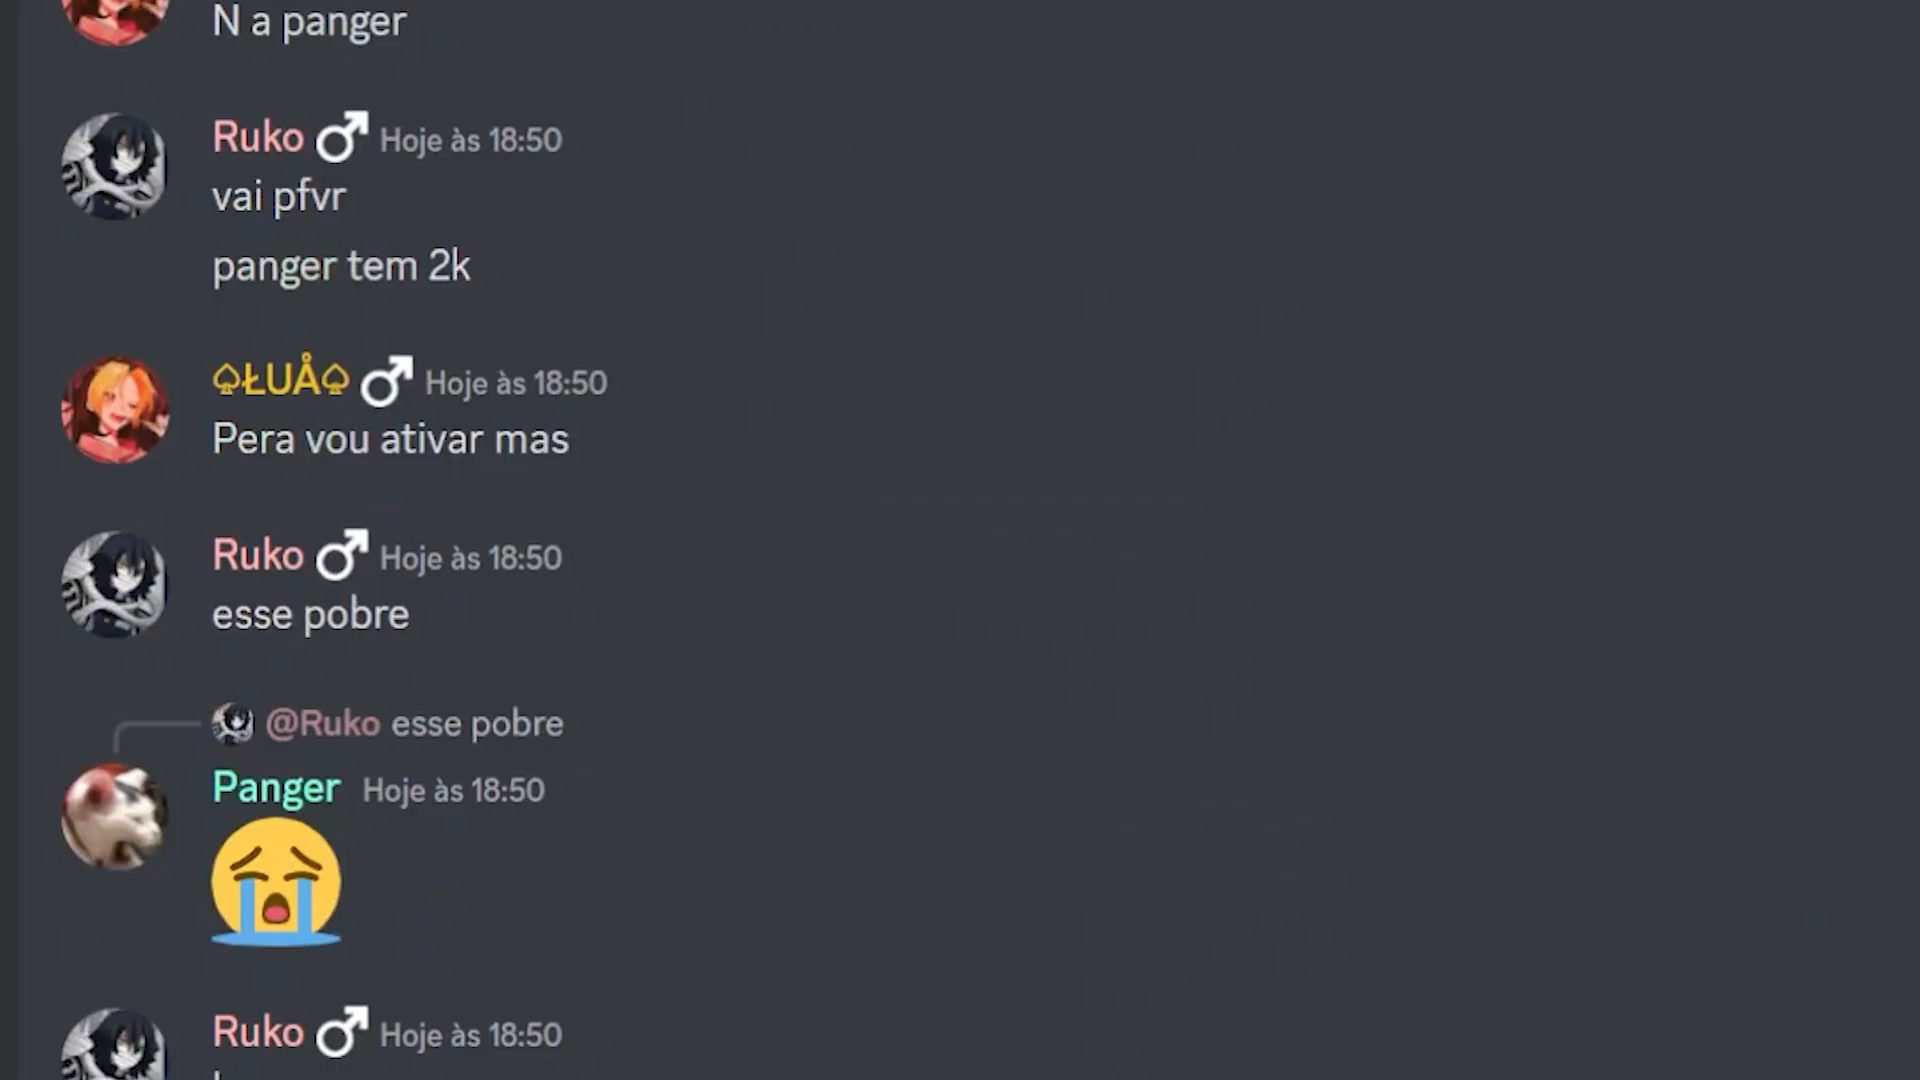 N a panger
Ruko ♂ Hoje às 18:50
vai pfvr
panger tem 2k
♤ŁUÅ♤ ♂ Hoje às 18:50
Pera vou ativar mas
Ruko ♂ Hoje às 18:50
esse pobre
@Ruko esse pobre
Panger Hoje às 18:50
😭
Ruko ♂ Hoje às 18:50